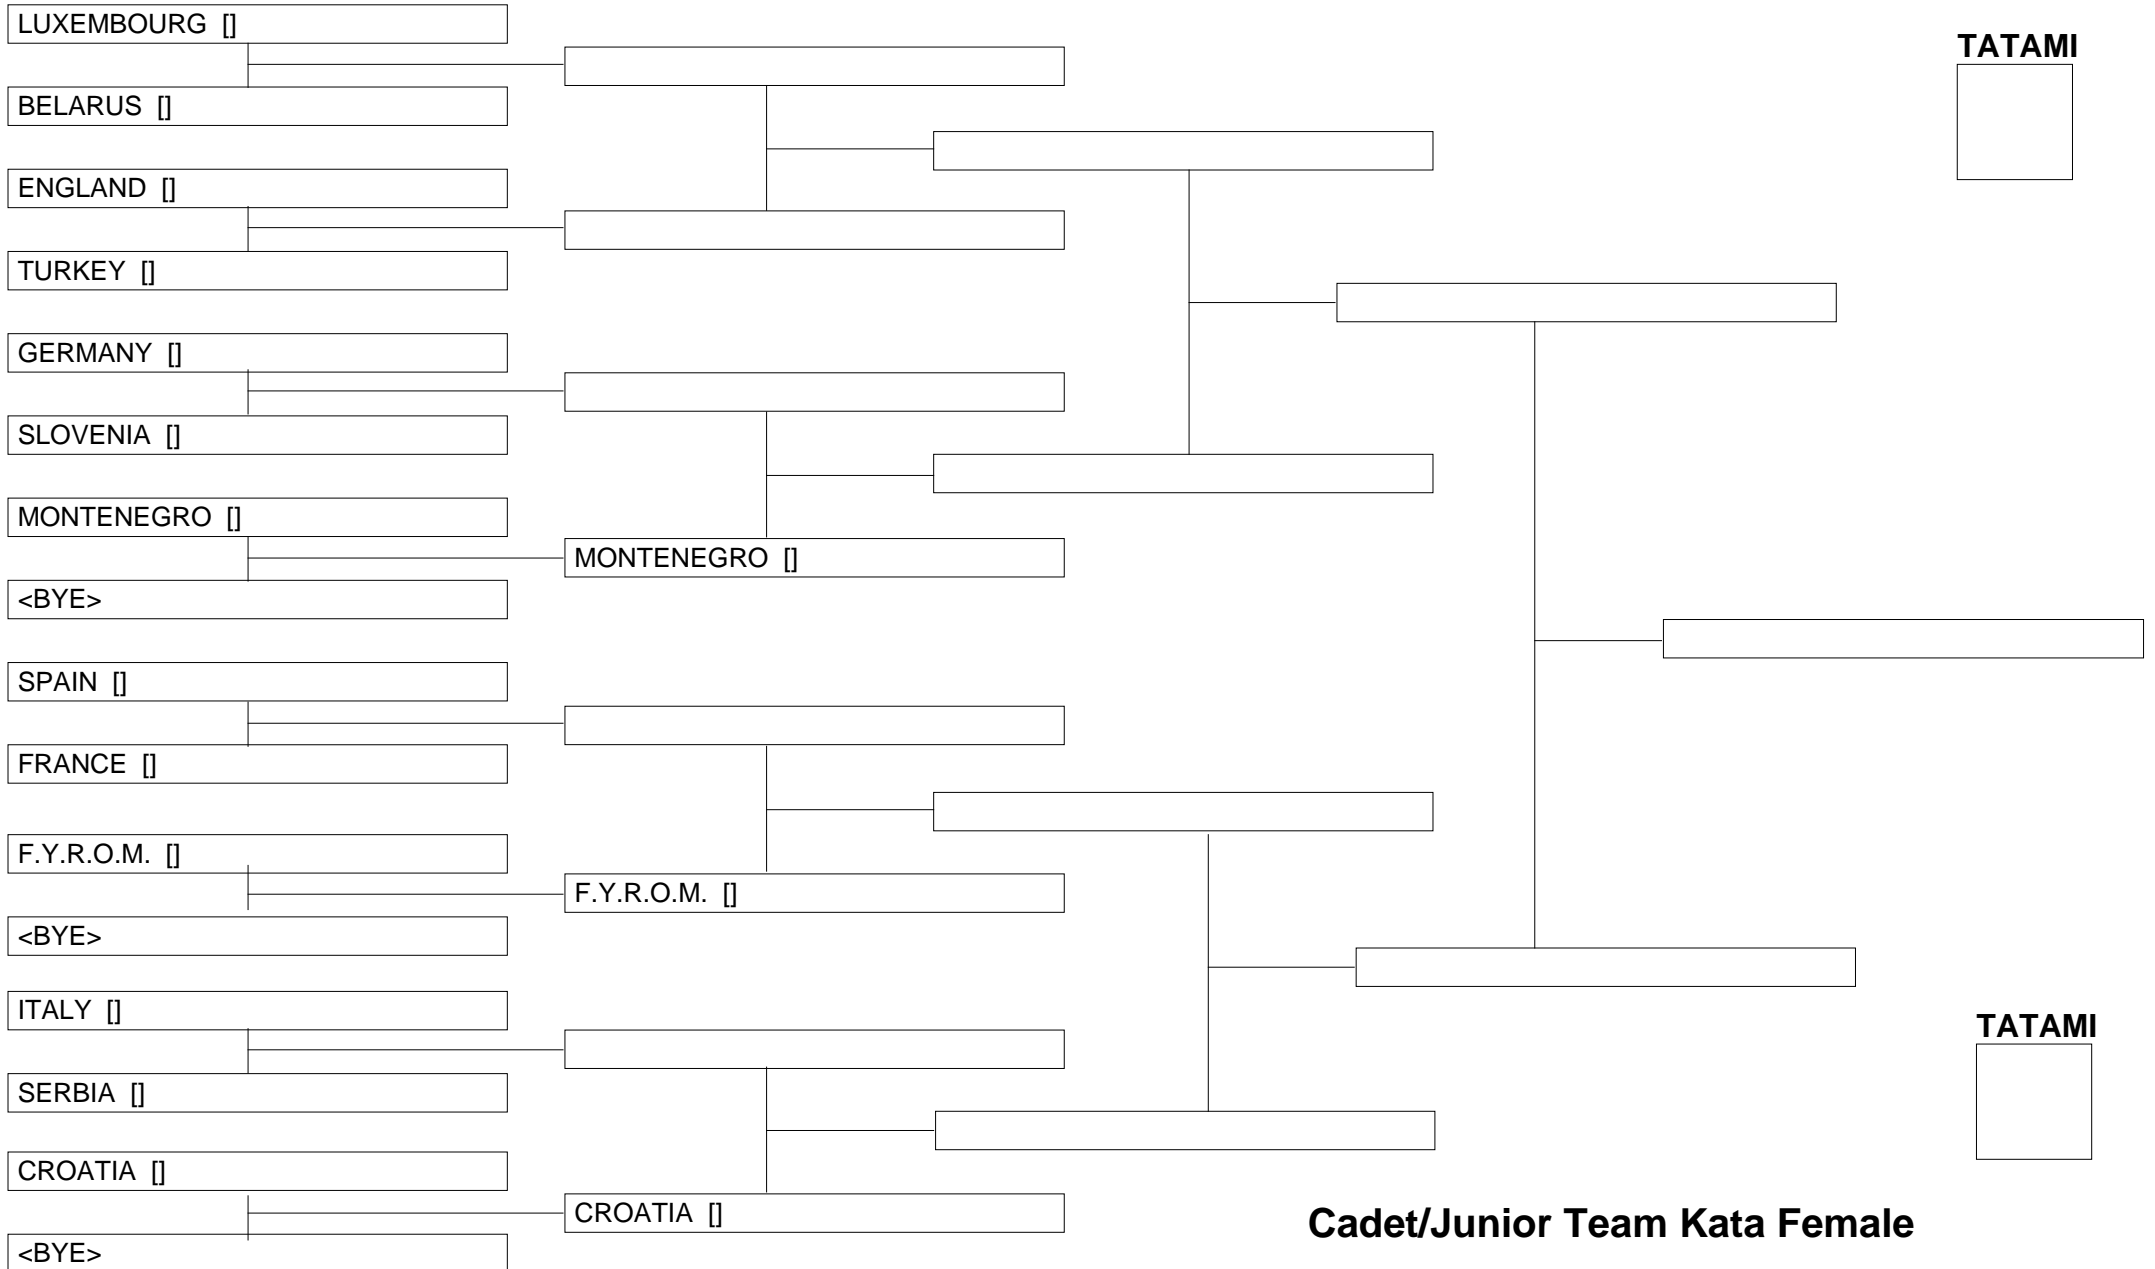 LUXEMBOURG []
BELARUS []
ENGLAND []
TURKEY []
GERMANY []
SLOVENIA []
MONTENEGRO []
<BYE>
SPAIN []
FRANCE []
F.Y.R.O.M. []
<BYE>
ITALY []
SERBIA []
CROATIA []
<BYE>
MONTENEGRO []
F.Y.R.O.M. []
CROATIA []
TATAMI
TATAMI
Cadet/Junior Team Kata Female